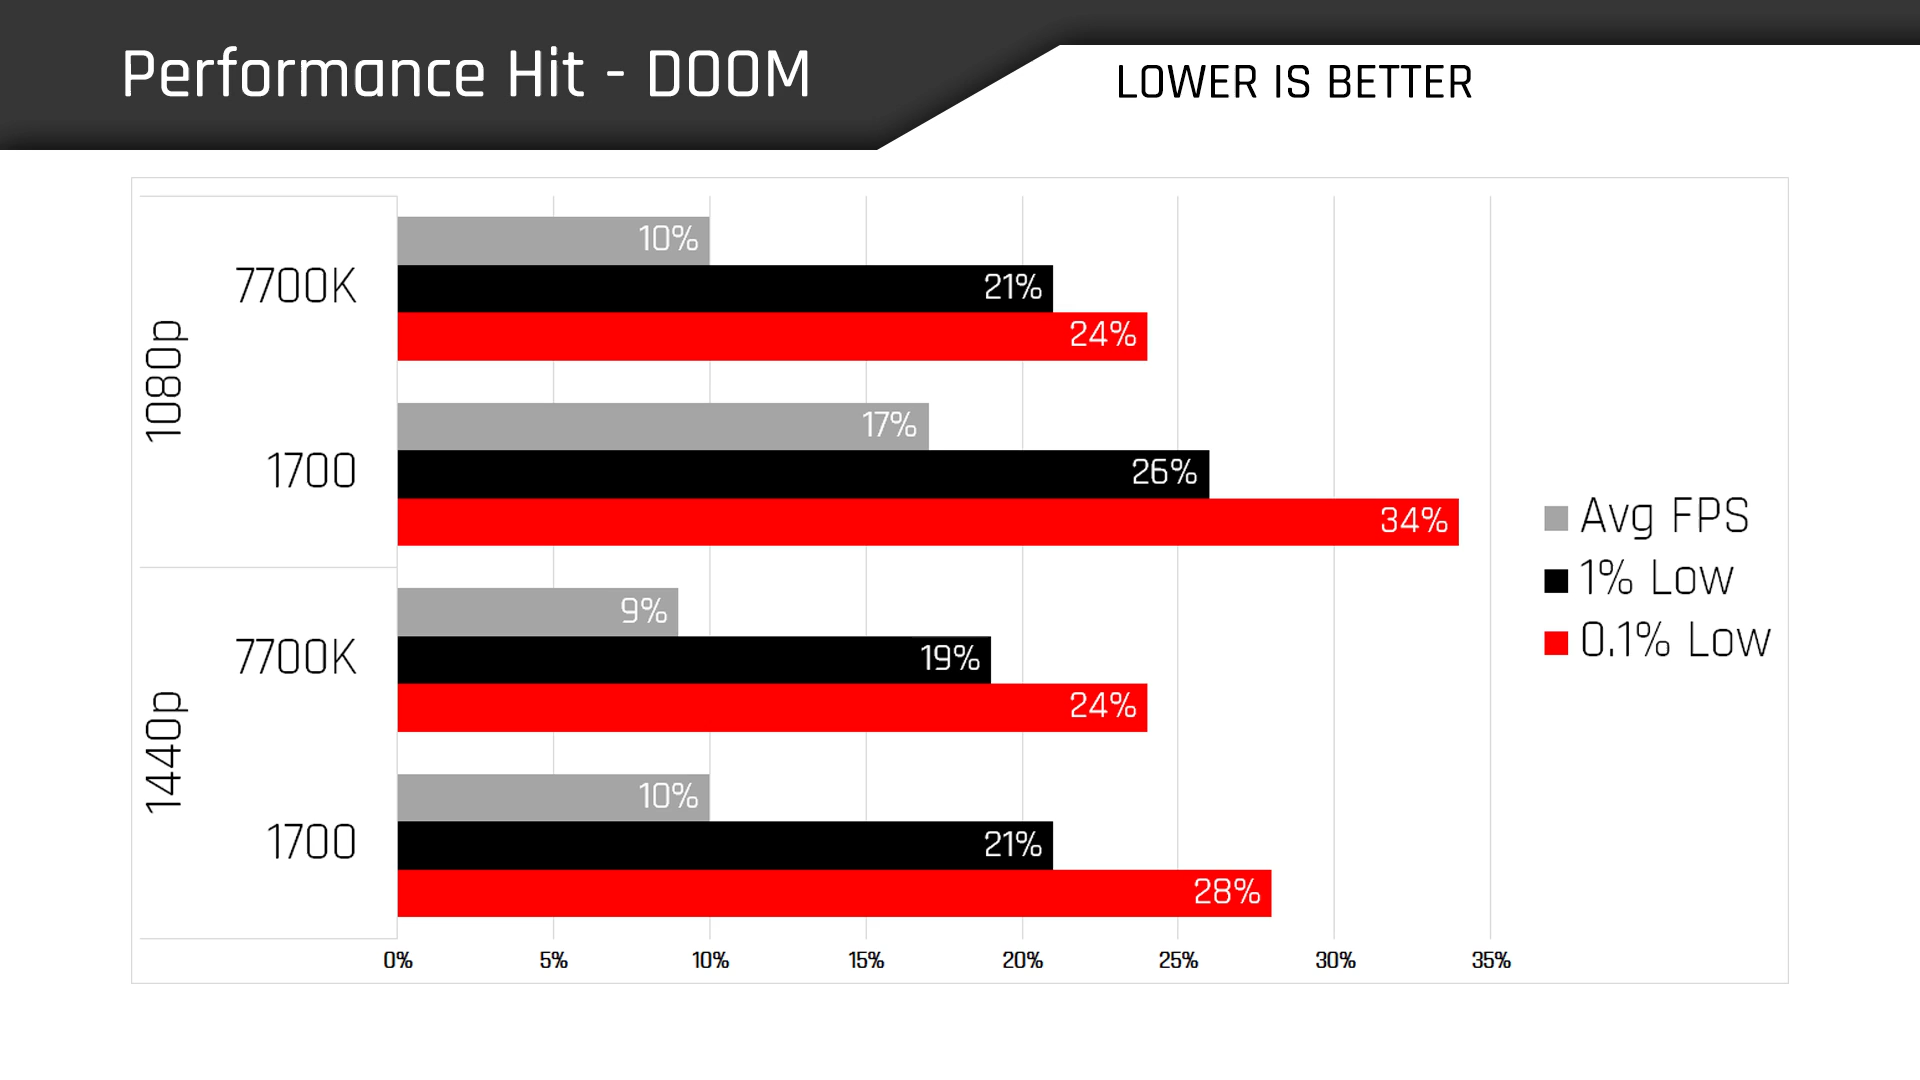 Performance Hit - DOOM
LOWER IS BETTER
1080p
7700K
10%
21%
24%
1700
17%
26%
34%
1440p
7700K
9%
19%
24%
1700
10%
21%
28%
0% 5% 10% 15% 20% 25% 30% 35%
Avg FPS
1% Low
0.1% Low